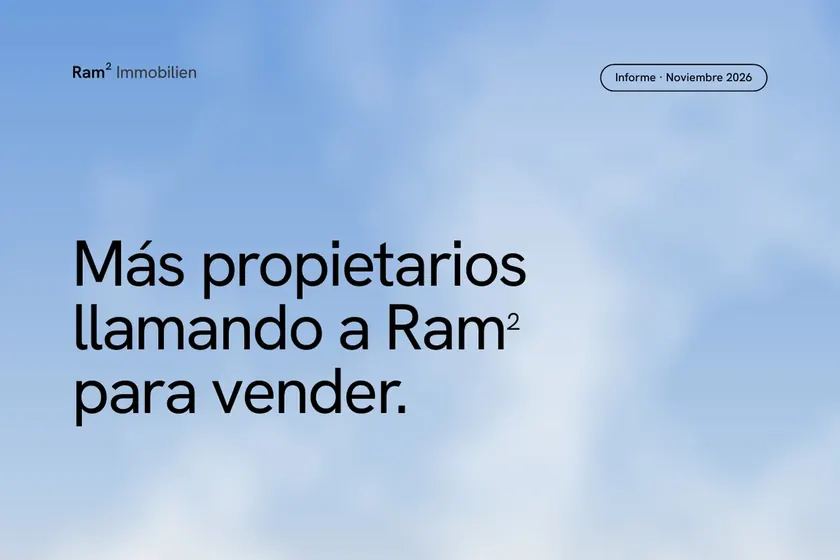 Ram² Immobilien
Informe · Noviembre 2026
Más propietarios
llamando a Ram²
para vender.